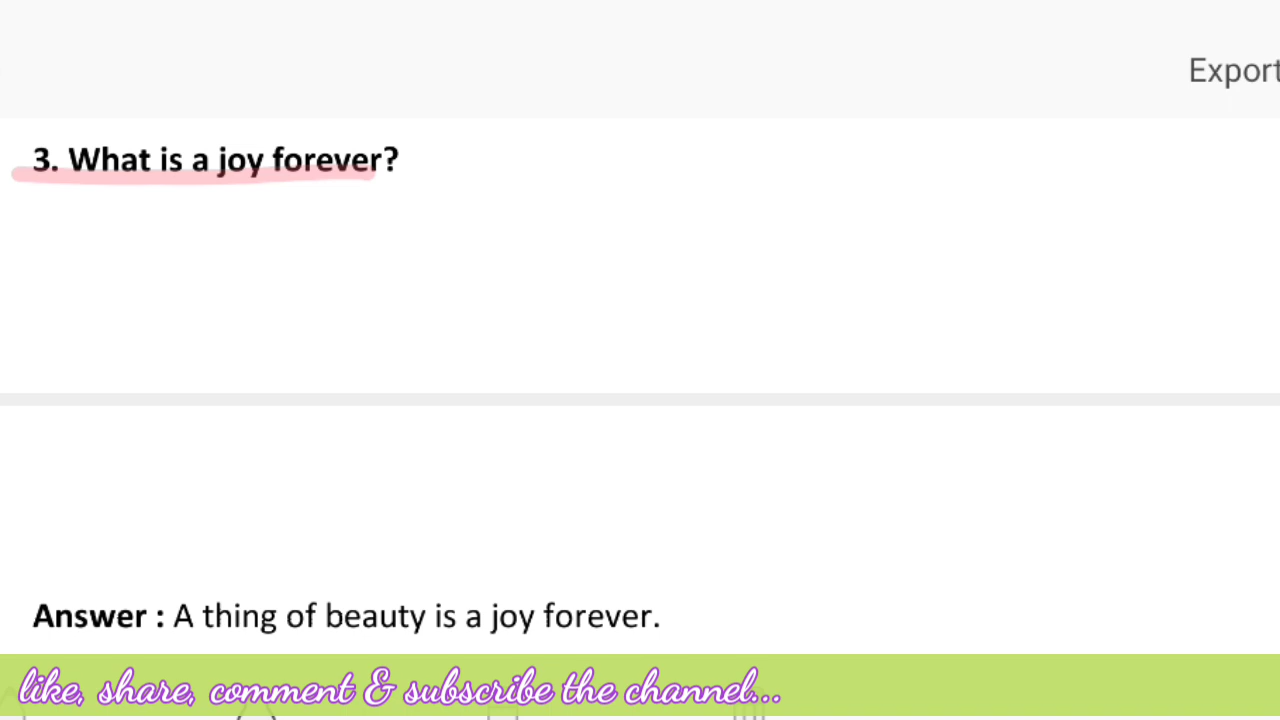 Export
3. What is a joy forever?
Answer : A thing of beauty is a joy forever.
like, share, comment & subscribe the channel...